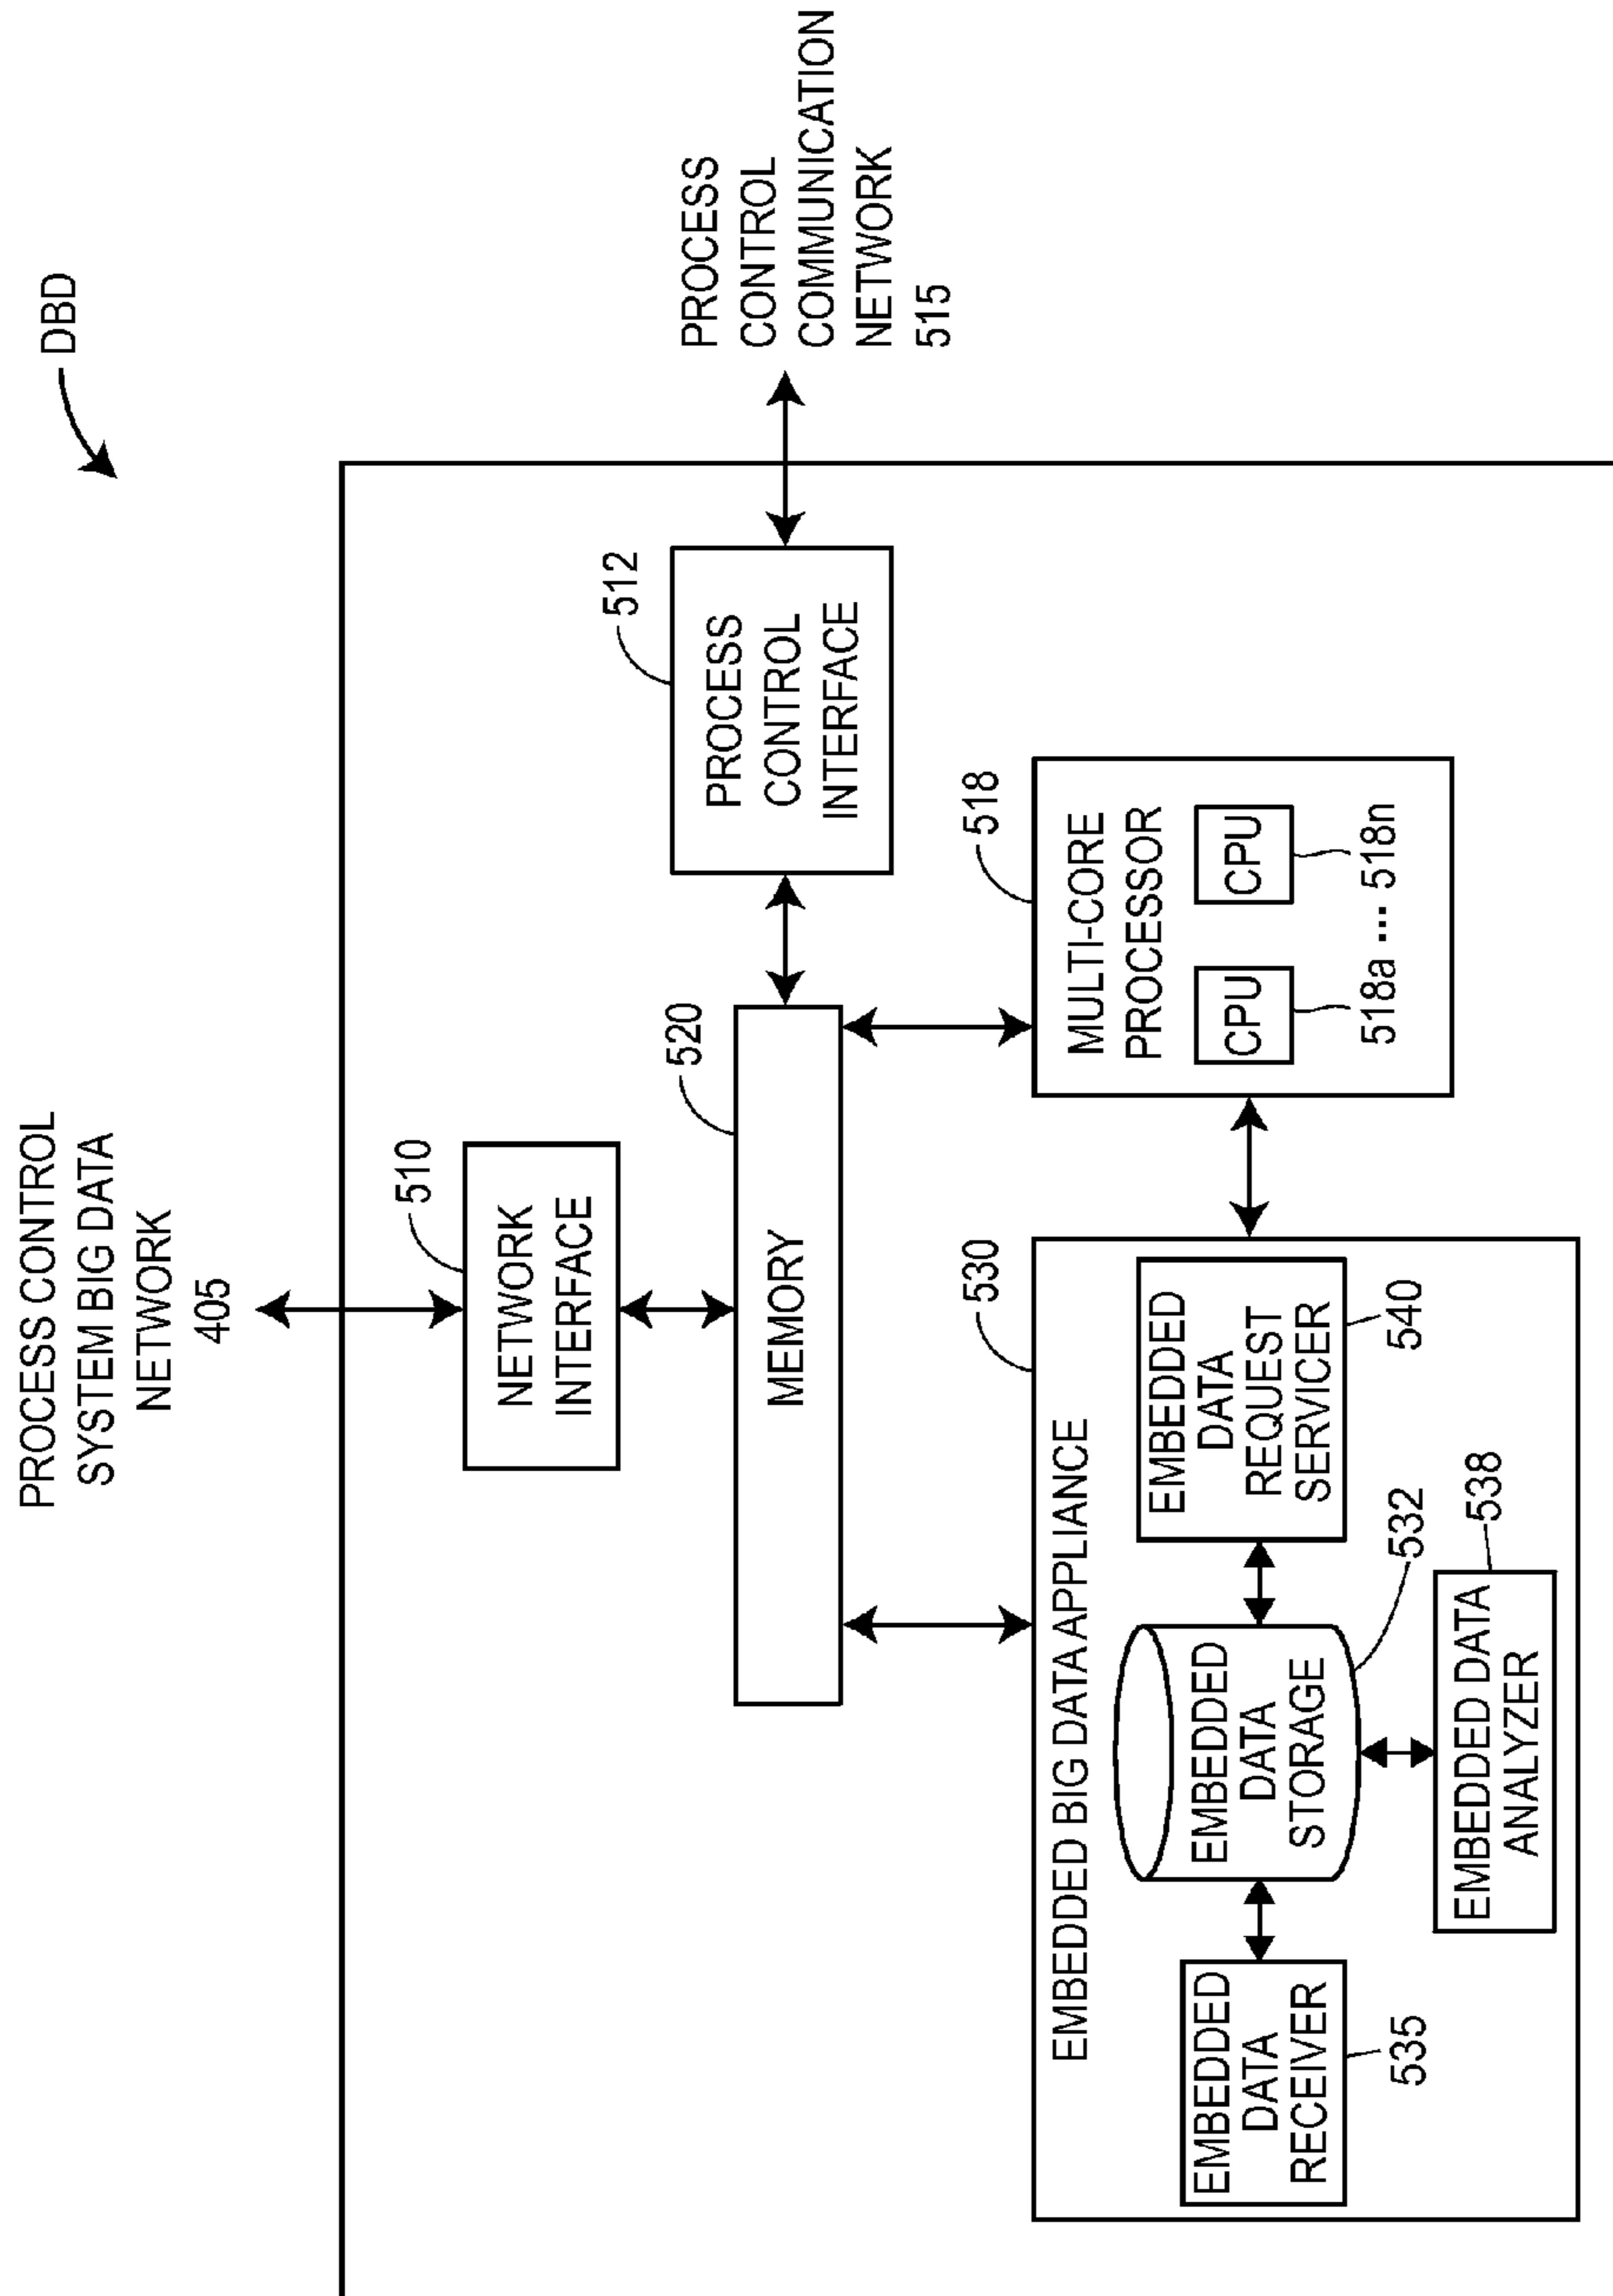 DBD
PROCESS CONTROL
SYSTEM BIG DATA
NETWORK
405
510
NETWORK
INTERFACE
512
PROCESS
CONTROL
INTERFACE
PROCESS
CONTROL
COMMUNICATION
NETWORK
515
520
MEMORY
518
MULTI-CORE
PROCESSOR
CPU
CPU
518a ... 518n
530
EMBEDDED BIG DATA APPLIANCE
EMBEDDED
DATA
RECEIVER
535
EMBEDDED
DATA
STORAGE
532
EMBEDDED
DATA
REQUEST
SERVICER
540
EMBEDDED DATA
ANALYZER
538